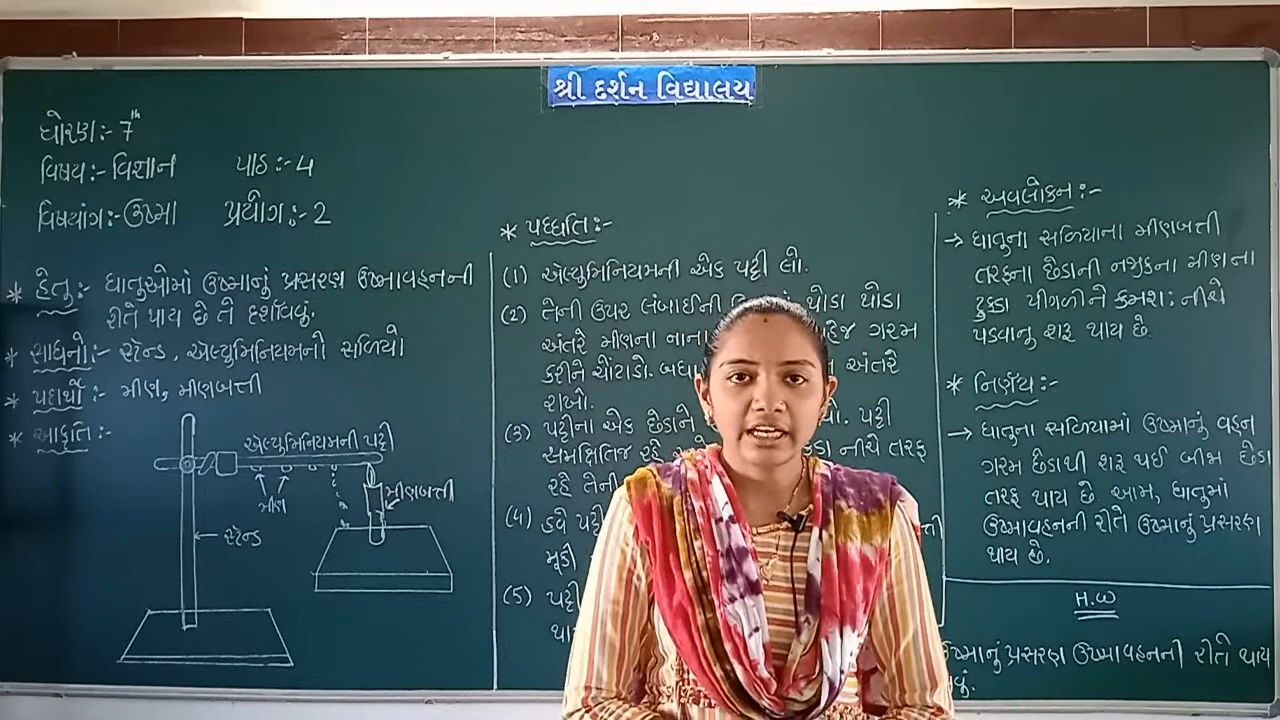 શ્રી દર્શન વિદ્યાલય
ધોરણ:- 7th
વિષય:- વિજ્ઞાન પાઠ:- 4
વિષયાંગ:- ઉષ્મા પ્રયોગ:- 2
* હેતુ:- ધાતુઓમાં ઉષ્માનું પ્રસરણ ઉષ્માવહનની
રીતે થાય છે તે દર્શાવવું.
* સાધનો:- સ્ટેન્ડ, એલ્યુમિનિયમનો સળિયો
* પદાર્થો:- મીણ, મીણબત્તી
* આકૃતિ:-
એલ્યુમિનિયમની પટ્ટી
મીણબત્તી
મીણ
સ્ટેન્ડ
* પધ્ધતિ:-
(1) એલ્યુમિનિયમની એક પટ્ટી લો.
(2) તેની ઉપર લંબાઈની થોડા થોડા
અંતરે મીણના નાના સહેજ ગરમ
કરીને ચોંટાડો. બધા અંતરે
રાખો.
(3) પટ્ટીના એક છેડાને પટ્ટી
સમક્ષિતિજ રહે નીચે તરફ
રહે તેની
(4) હવે પટ્ટી
મૂકી
(5) પટ્ટી
* અવલોકન:-
→ ધાતુના સળિયાના મીણબત્તી
તરફના છેડાની નજીકના મીણના
ટુકડા પીગળીને ક્રમશ: નીચે
પડવાનુ શરૂ થાય છે.
* નિર્ણય:-
→ ધાતુના સળિયામાં ઉષ્માનું વહન
ગરમ છેડાથી શરૂ થઈ બીજા છેડા
તરફ થાય છે આમ, ધાતુમાં
ઉષ્માવહનની રીતે ઉષ્માનું પ્રસરણ
થાય છે.
H.W
ઉષ્માનું પ્રસરણ ઉષ્માવહનની રીતે થાય